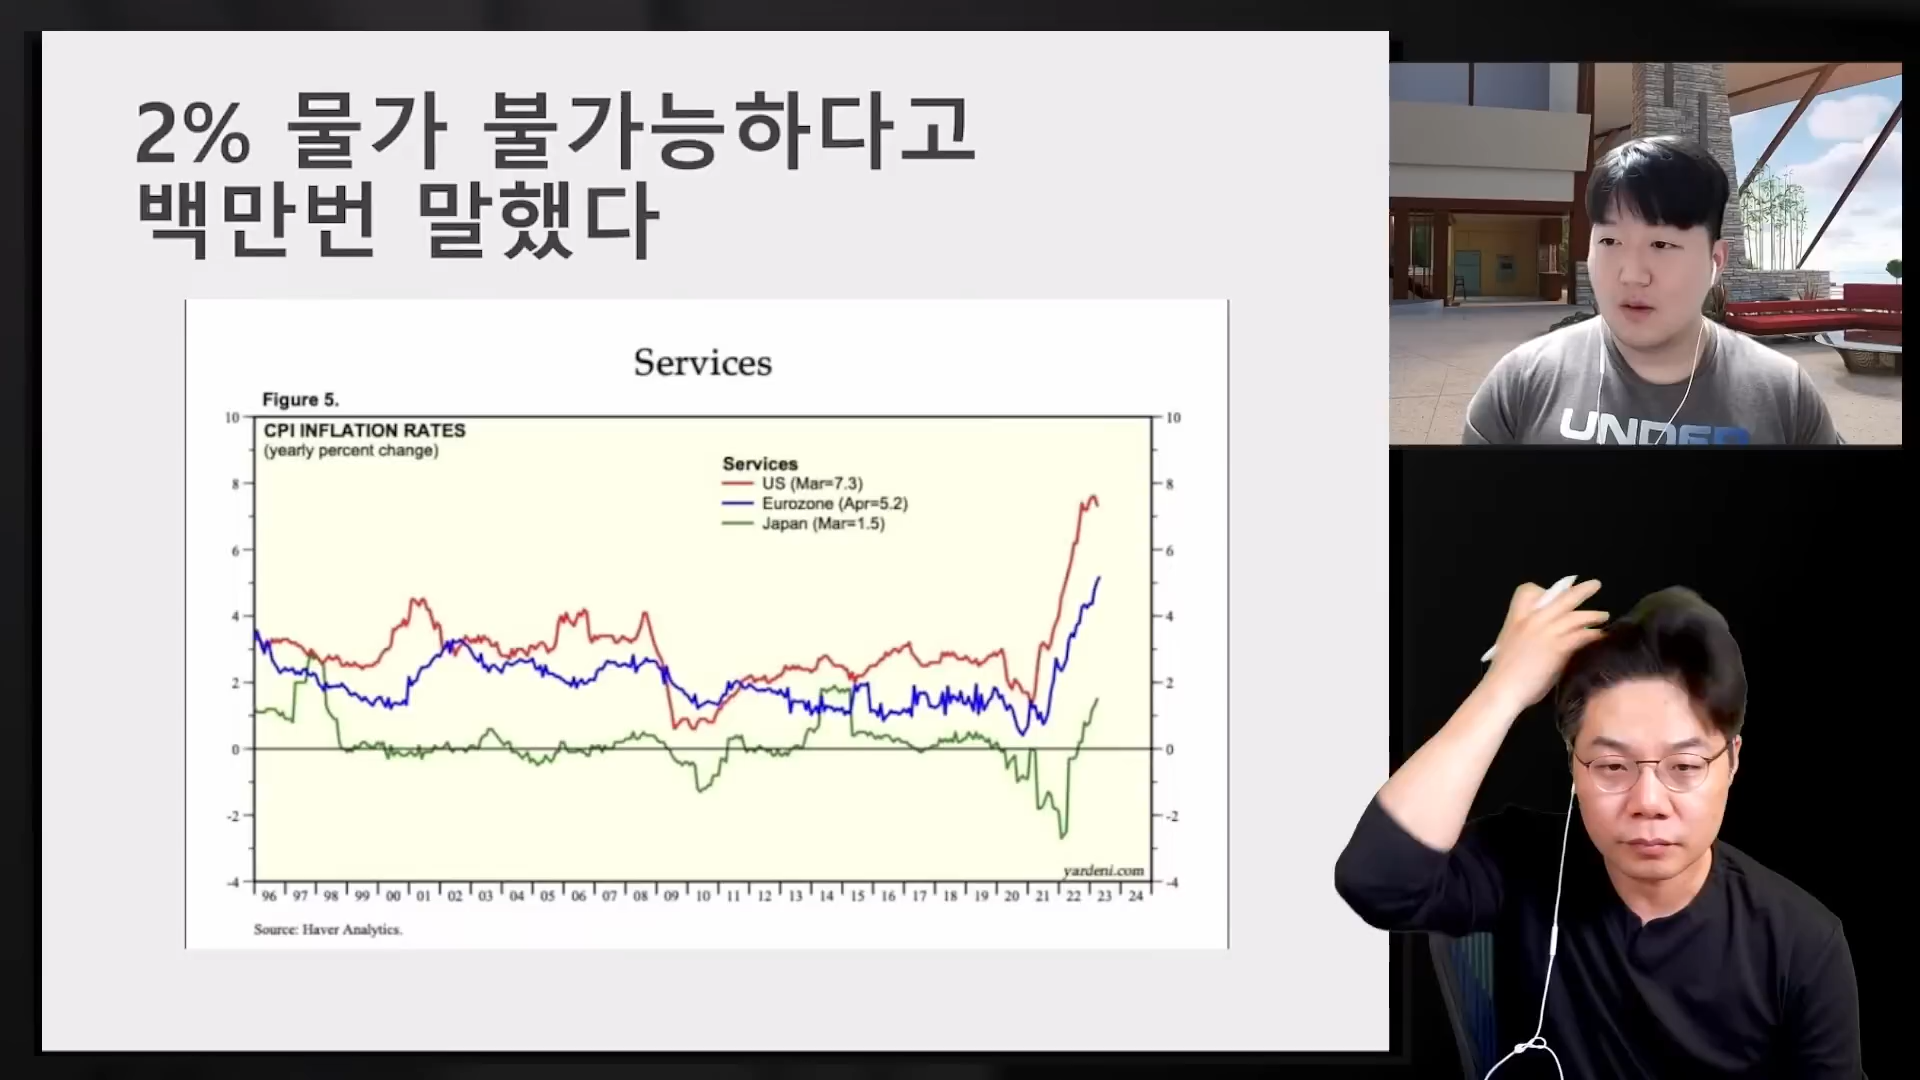 2% 물가 불가능하다고
백만번 말했다
Services
Figure 5.
CPI INFLATION RATES
(yearly percent change)
Services
US (Mar=7.3)
Eurozone (Apr=5.2)
Japan (Mar=1.5)
10
8
6
4
2
0
-2
-4
10
8
6
4
2
0
-2
-4
96 97 98 99 00 01 02 03 04 05 06 07 08 09 10 11 12 13 14 15 16 17 18 19 20 21 22 23 24
yardeni.com
Source: Haver Analytics.
UNDER